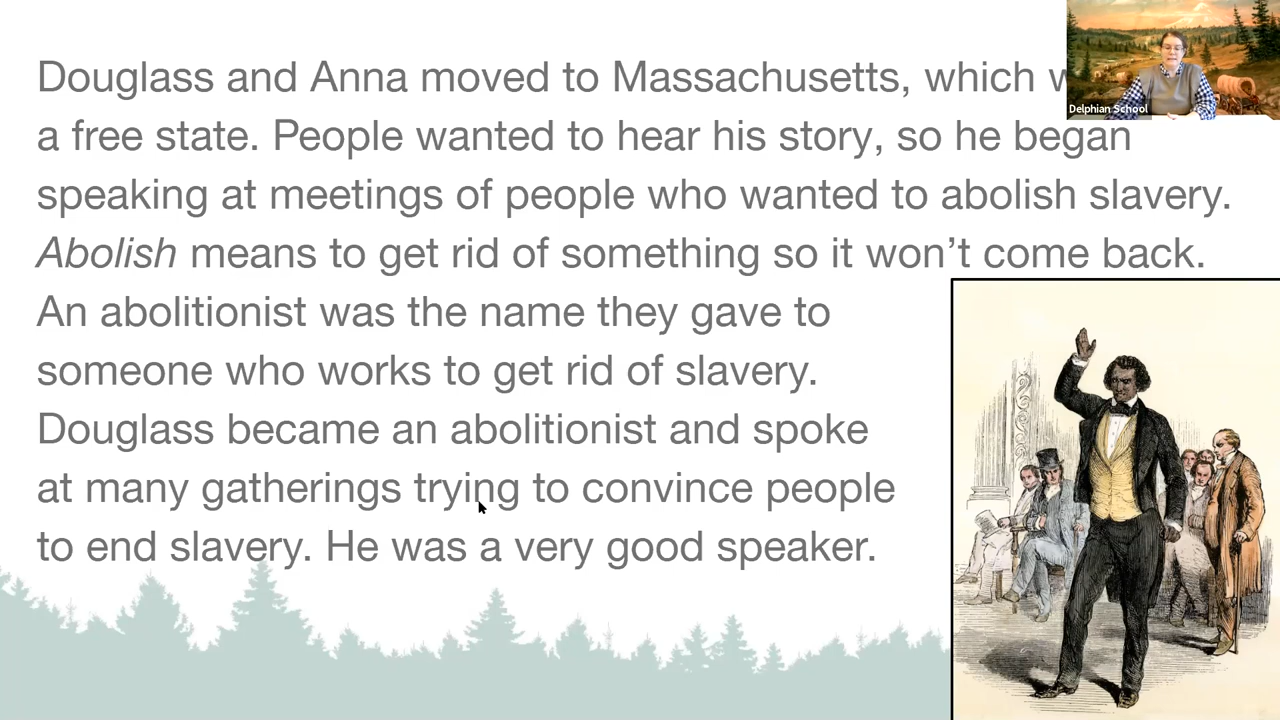 Douglass and Anna moved to Massachusetts, which
a free state. People wanted to hear his story, so he began
speaking at meetings of people who wanted to abolish slavery.
Abolish means to get rid of something so it won’t come back.
An abolitionist was the name they gave to
someone who works to get rid of slavery.
Douglass became an abolitionist and spoke
at many gatherings trying to convince people
to end slavery. He was a very good speaker.
Delphian School